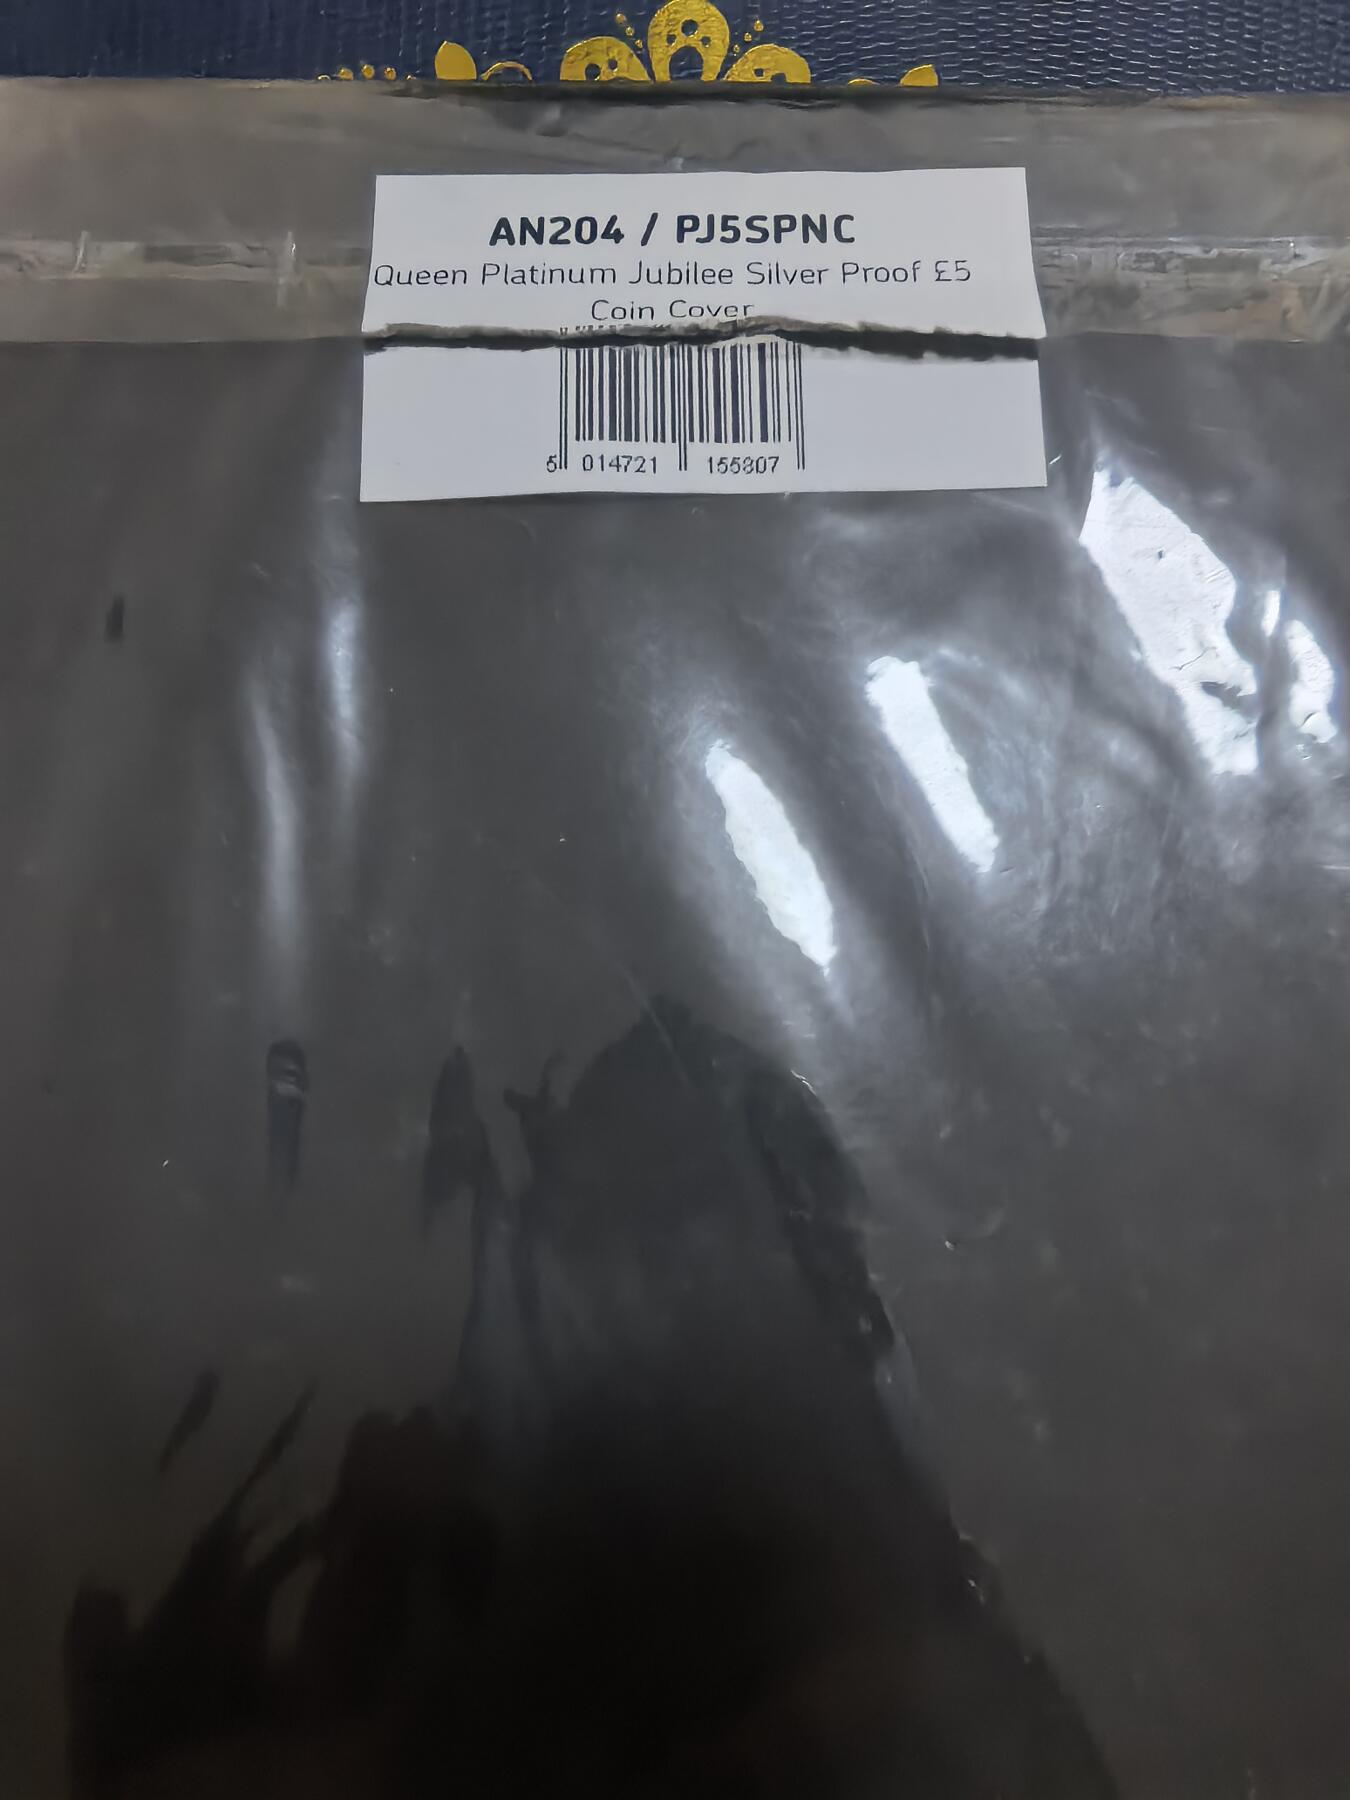 AN204 / PJ5SPNC
Queen Platinum Jubilee Silver Proof £5
Coin Cover
5 014721 155807